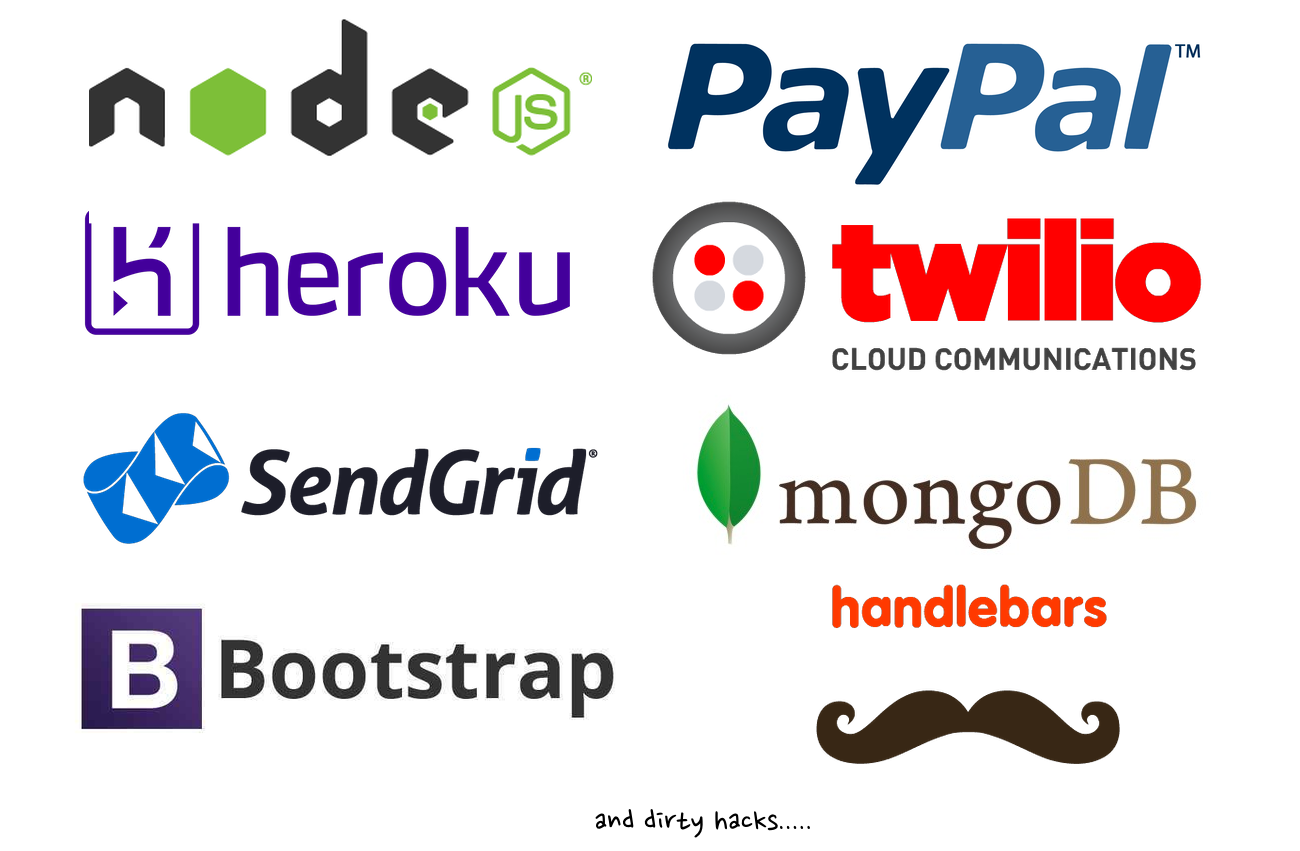 node JS ®
PayPal™
heroku
twilio
CLOUD COMMUNICATIONS
SendGrid®
mongoDB
handlebars
B Bootstrap
and dirty hacks.....